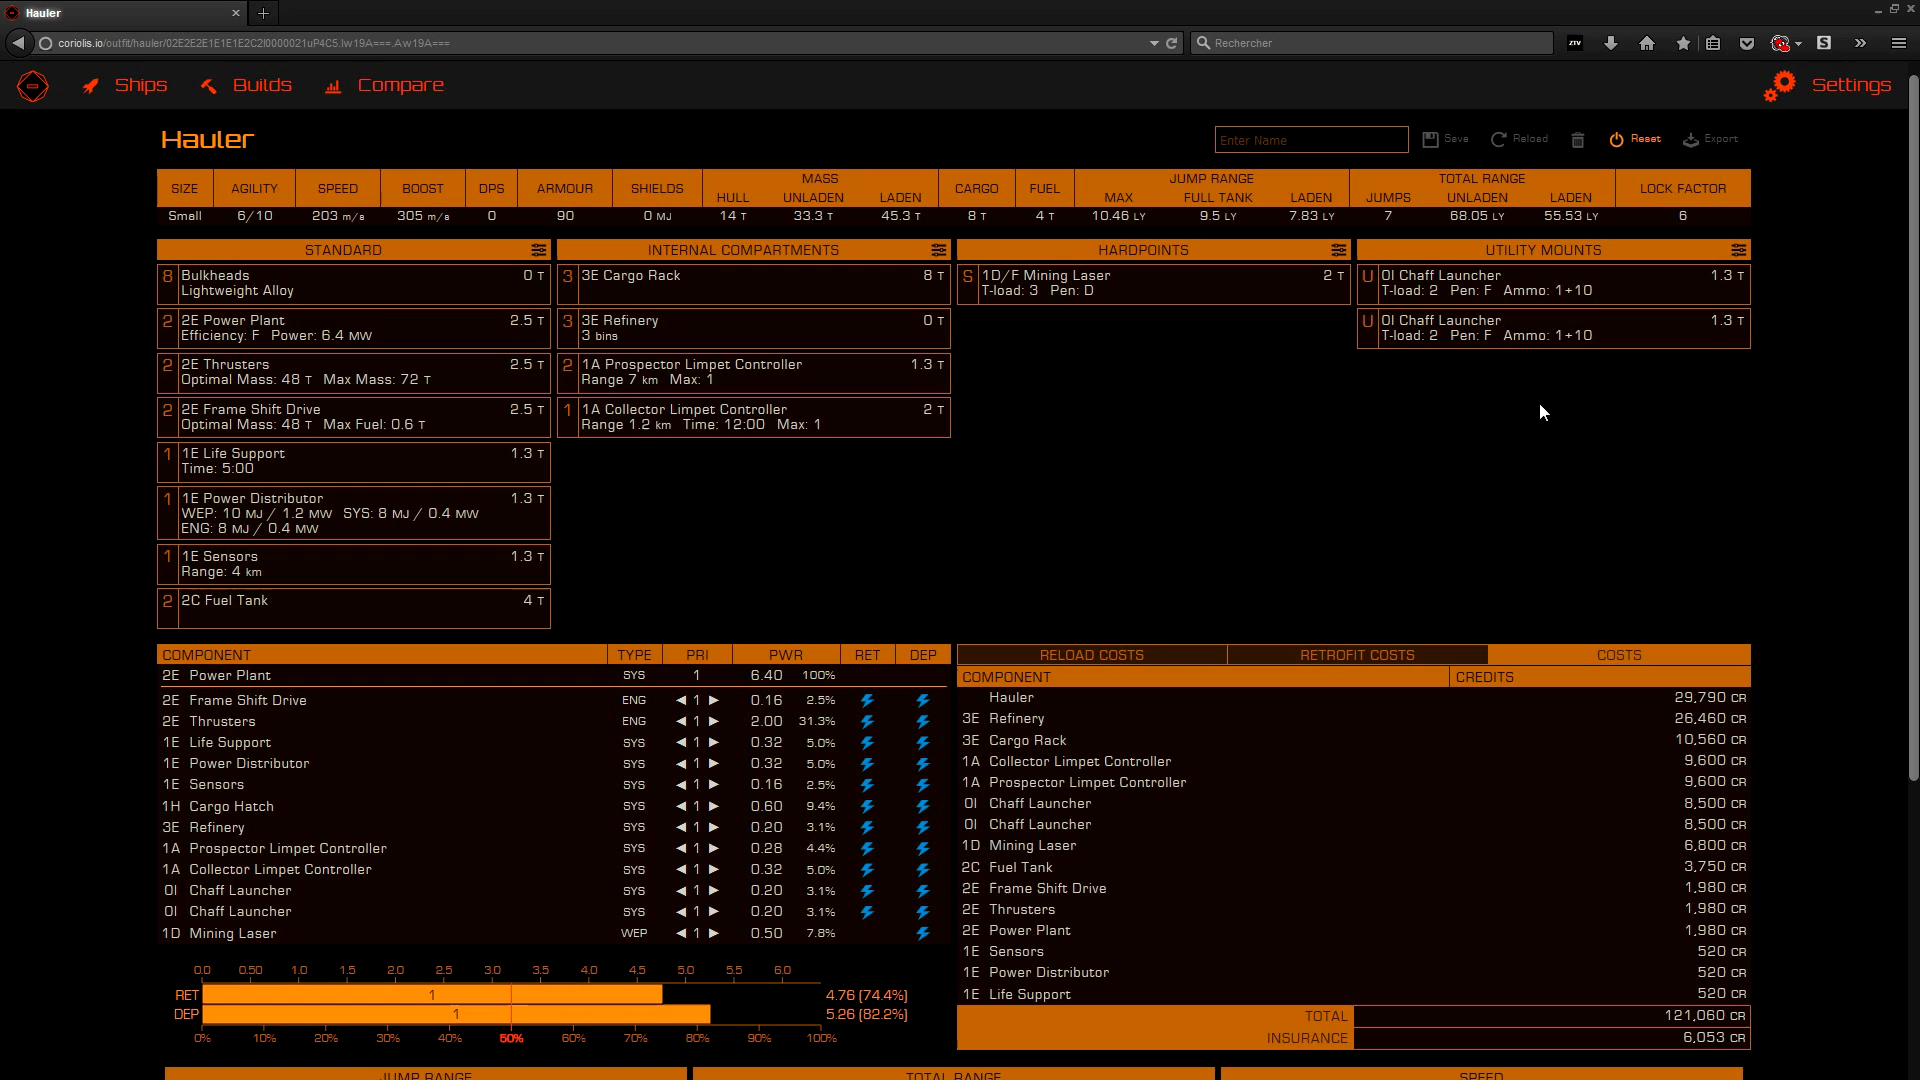 Hauler
coriolis.io/outfit/hauler/02E2E2E1E1E1E2C2I0000021uP4C5.Iw19A===.Aw19A===
Rechercher
ZTV
Ships Builds Compare Settings
Hauler
Enter Name Save Reload Reset Export
SIZE AGILITY SPEED BOOST DPS ARMOUR SHIELDS MASS CARGO FUEL JUMP RANGE TOTAL RANGE LOCK FACTOR
HULL UNLADEN LADEN MAX FULL TANK LADEN JUMPS UNLADEN LADEN
Small 6/10 203 m/s 305 m/s 0 90 0 MJ 14 T 33.3 T 45.3 T 8 T 4 T 10.46 LY 9.5 LY 7.83 LY 7 68.05 LY 55.53 LY 6
STANDARD
8 Bulkheads 0 T
Lightweight Alloy
2 2E Power Plant 2.5 T
Efficiency: F Power: 6.4 MW
2 2E Thrusters 2.5 T
Optimal Mass: 48 T Max Mass: 72 T
2 2E Frame Shift Drive 2.5 T
Optimal Mass: 48 T Max Fuel: 0.6 T
1 1E Life Support 1.3 T
Time: 5:00
1 1E Power Distributor 1.3 T
WEP: 10 MJ / 1.2 MW SYS: 8 MJ / 0.4 MW
ENG: 8 MJ / 0.4 MW
1 1E Sensors 1.3 T
Range: 4 km
2 2C Fuel Tank 4 T
INTERNAL COMPARTMENTS
3 3E Cargo Rack 8 T
3 3E Refinery 0 T
3 bins
2 1A Prospector Limpet Controller 1.3 T
Range 7 km Max: 1
1 1A Collector Limpet Controller 2 T
Range 1.2 km Time: 12:00 Max: 1
HARDPOINTS
S 1D/F Mining Laser 2 T
T-load: 3 Pen: D
UTILITY MOUNTS
U 0I Chaff Launcher 1.3 T
T-load: 2 Pen: F Ammo: 1+10
U 0I Chaff Launcher 1.3 T
T-load: 2 Pen: F Ammo: 1+10
COMPONENT TYPE PRI PWR RET DEP
2E Power Plant SYS 1 6.40 100%
2E Frame Shift Drive ENG ◀ 1 ▶ 0.16 2.5%
2E Thrusters ENG ◀ 1 ▶ 2.00 31.3%
1E Life Support SYS ◀ 1 ▶ 0.32 5.0%
1E Power Distributor SYS ◀ 1 ▶ 0.32 5.0%
1E Sensors SYS ◀ 1 ▶ 0.16 2.5%
1H Cargo Hatch SYS ◀ 1 ▶ 0.60 9.4%
3E Refinery SYS ◀ 1 ▶ 0.20 3.1%
1A Prospector Limpet Controller SYS ◀ 1 ▶ 0.28 4.4%
1A Collector Limpet Controller SYS ◀ 1 ▶ 0.32 5.0%
0I Chaff Launcher SYS ◀ 1 ▶ 0.20 3.1%
0I Chaff Launcher SYS ◀ 1 ▶ 0.20 3.1%
1D Mining Laser WEP ◀ 1 ▶ 0.50 7.8%
0.0 0.50 1.0 1.5 2.0 2.5 3.0 3.5 4.0 4.5 5.0 5.5 6.0
RET 1 4.76 (74.4%)
DEP 1 5.26 (82.2%)
0% 10% 20% 30% 40% 50% 60% 70% 80% 90% 100%
RELOAD COSTS RETROFIT COSTS COSTS
COMPONENT CREDITS
Hauler 29,790 CR
3E Refinery 26,460 CR
3E Cargo Rack 10,560 CR
1A Collector Limpet Controller 9,600 CR
1A Prospector Limpet Controller 9,600 CR
0I Chaff Launcher 8,500 CR
0I Chaff Launcher 8,500 CR
1D Mining Laser 6,800 CR
2C Fuel Tank 3,750 CR
2E Frame Shift Drive 1,980 CR
2E Thrusters 1,980 CR
2E Power Plant 1,980 CR
1E Sensors 520 CR
1E Power Distributor 520 CR
1E Life Support 520 CR
TOTAL 121,060 CR
INSURANCE 6,053 CR
JUMP RANGE TOTAL RANGE SPEED